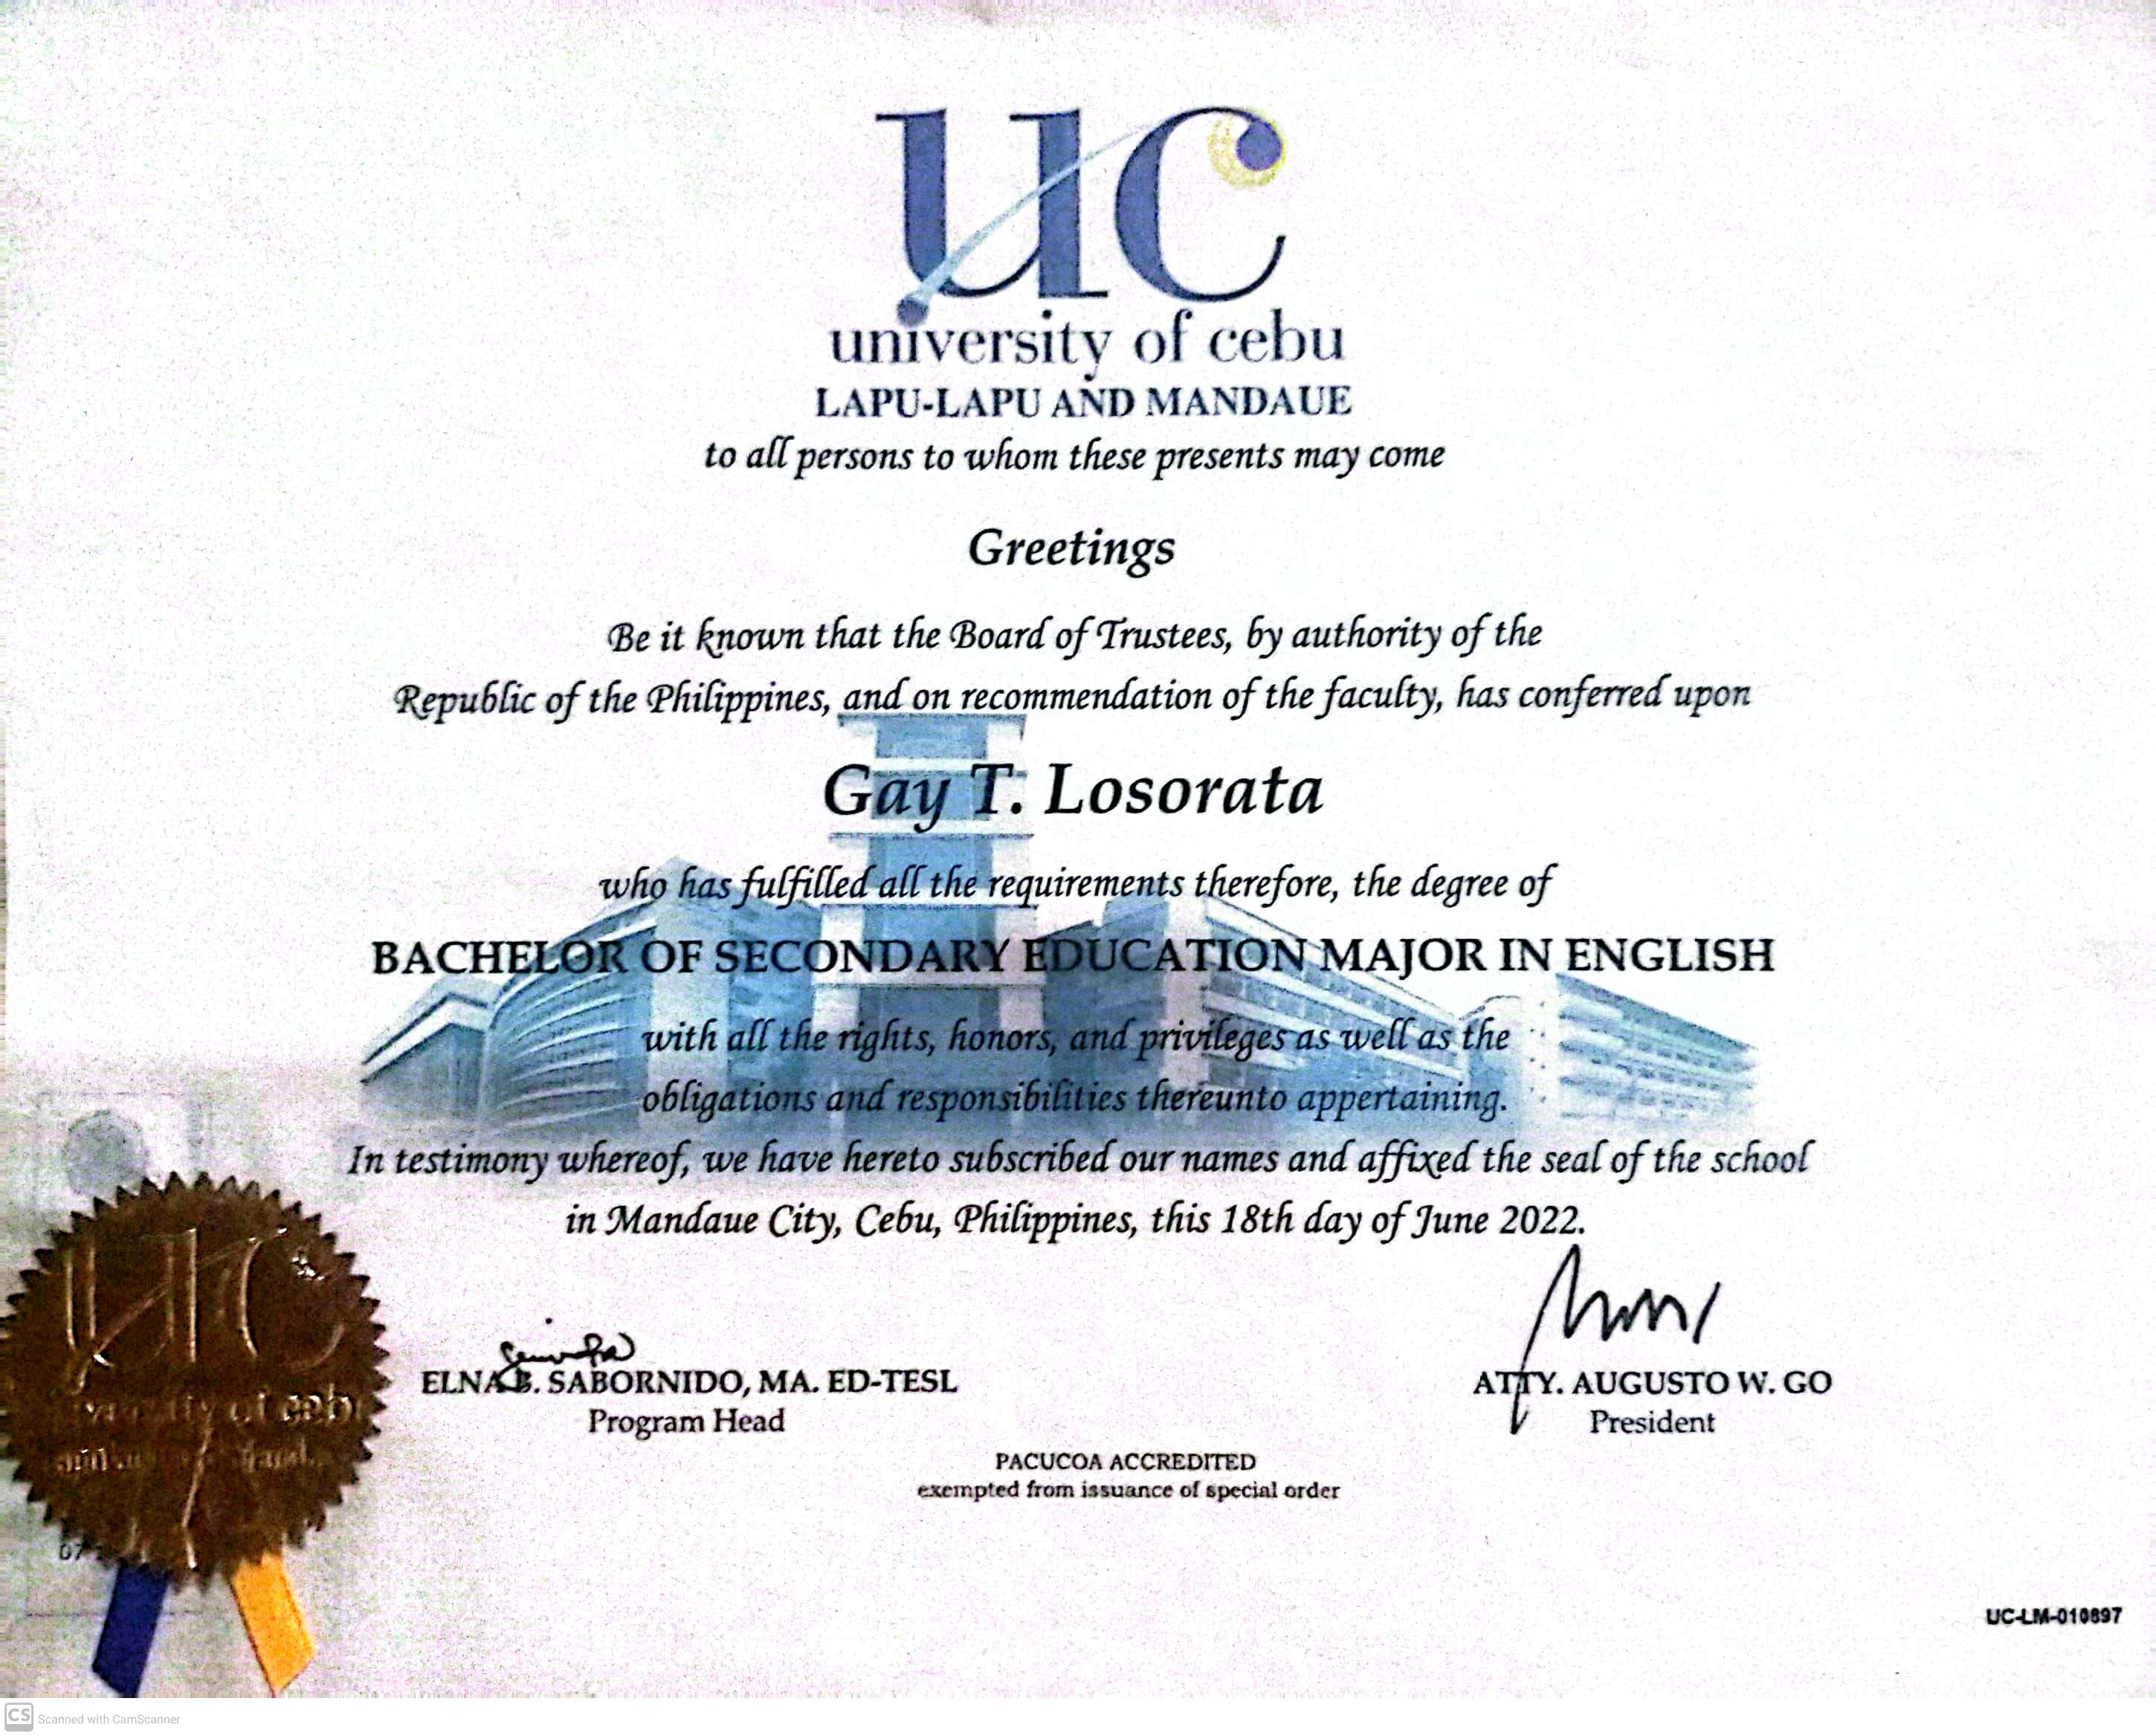 uc
university of cebu
LAPU-LAPU AND MANDAUE
to all persons to whom these presents may come
Greetings
Be it known that the Board of Trustees, by authority of the
Republic of the Philippines, and on recommendation of the faculty, has conferred upon
Gay T. Losorata
who has fulfilled all the requirements therefore, the degree of
BACHELOR OF SECONDARY EDUCATION MAJOR IN ENGLISH
with all the rights, honors, and privileges as well as the
obligations and responsibilities thereunto appertaining.
In testimony whereof, we have hereto subscribed our names and affixed the seal of the school
in Mandaue City, Cebu, Philippines, this 18th day of June 2022.
ELNA B. SABORNIDO, MA. ED-TESL
Program Head
ATTY. AUGUSTO W. GO
President
PACUCOA ACCREDITED
exempted from issuance of special order
UC
07
UC-LM-010897
CS Scanned with CamScanner